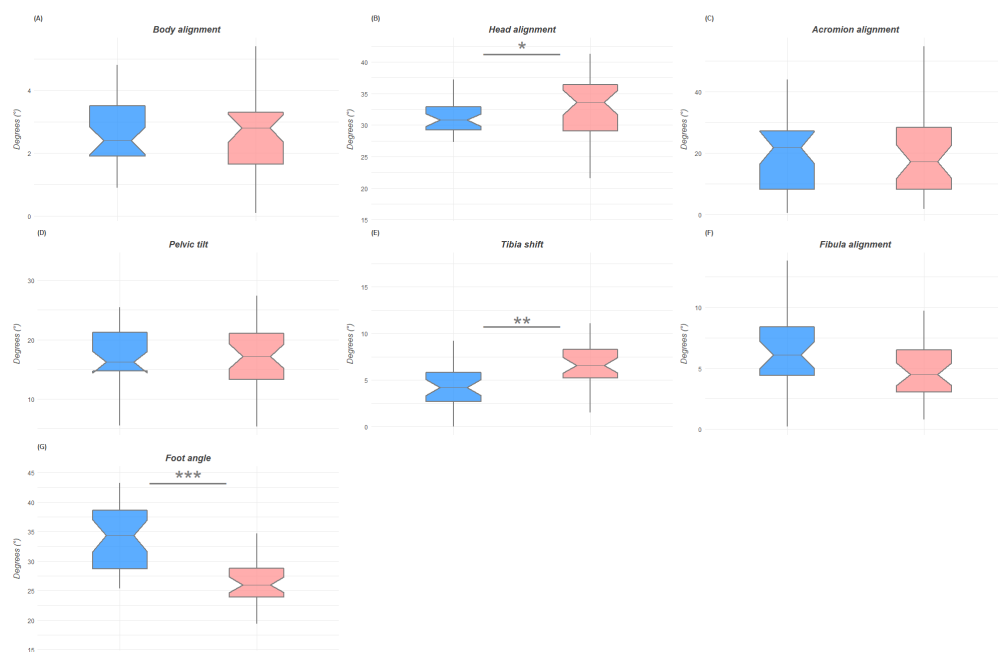 (A)
Body alignment
Degrees (°)
4
2
0
(B)
Head alignment
*
Degrees (°)
40
35
30
25
20
15
(C)
Acromion alignment
Degrees (°)
40
20
0
(D)
Pelvic tilt
Degrees (°)
30
20
10
(E)
Tibia shift
**
Degrees (°)
15
10
5
0
(F)
Fibula alignment
Degrees (°)
10
5
0
(G)
Foot angle
***
Degrees (°)
45
40
35
30
25
20
15